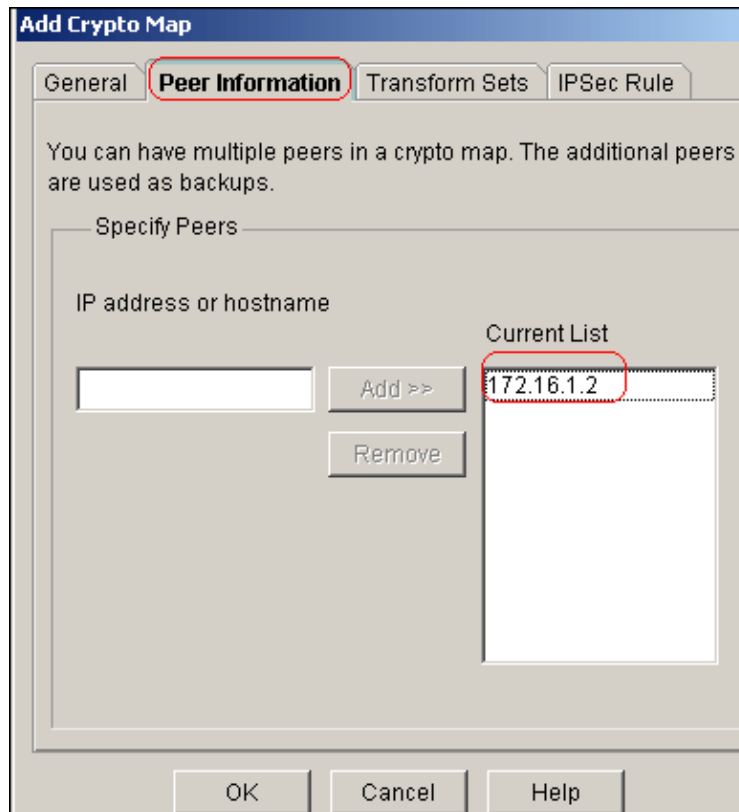 Add Crypto Map
General Peer Information Transform Sets IPSec Rule
You can have multiple peers in a crypto map. The additional peers
are used as backups.
Specify Peers
IP address or hostname
Current List
Add >>
172.16.1.2
Remove
OK Cancel Help